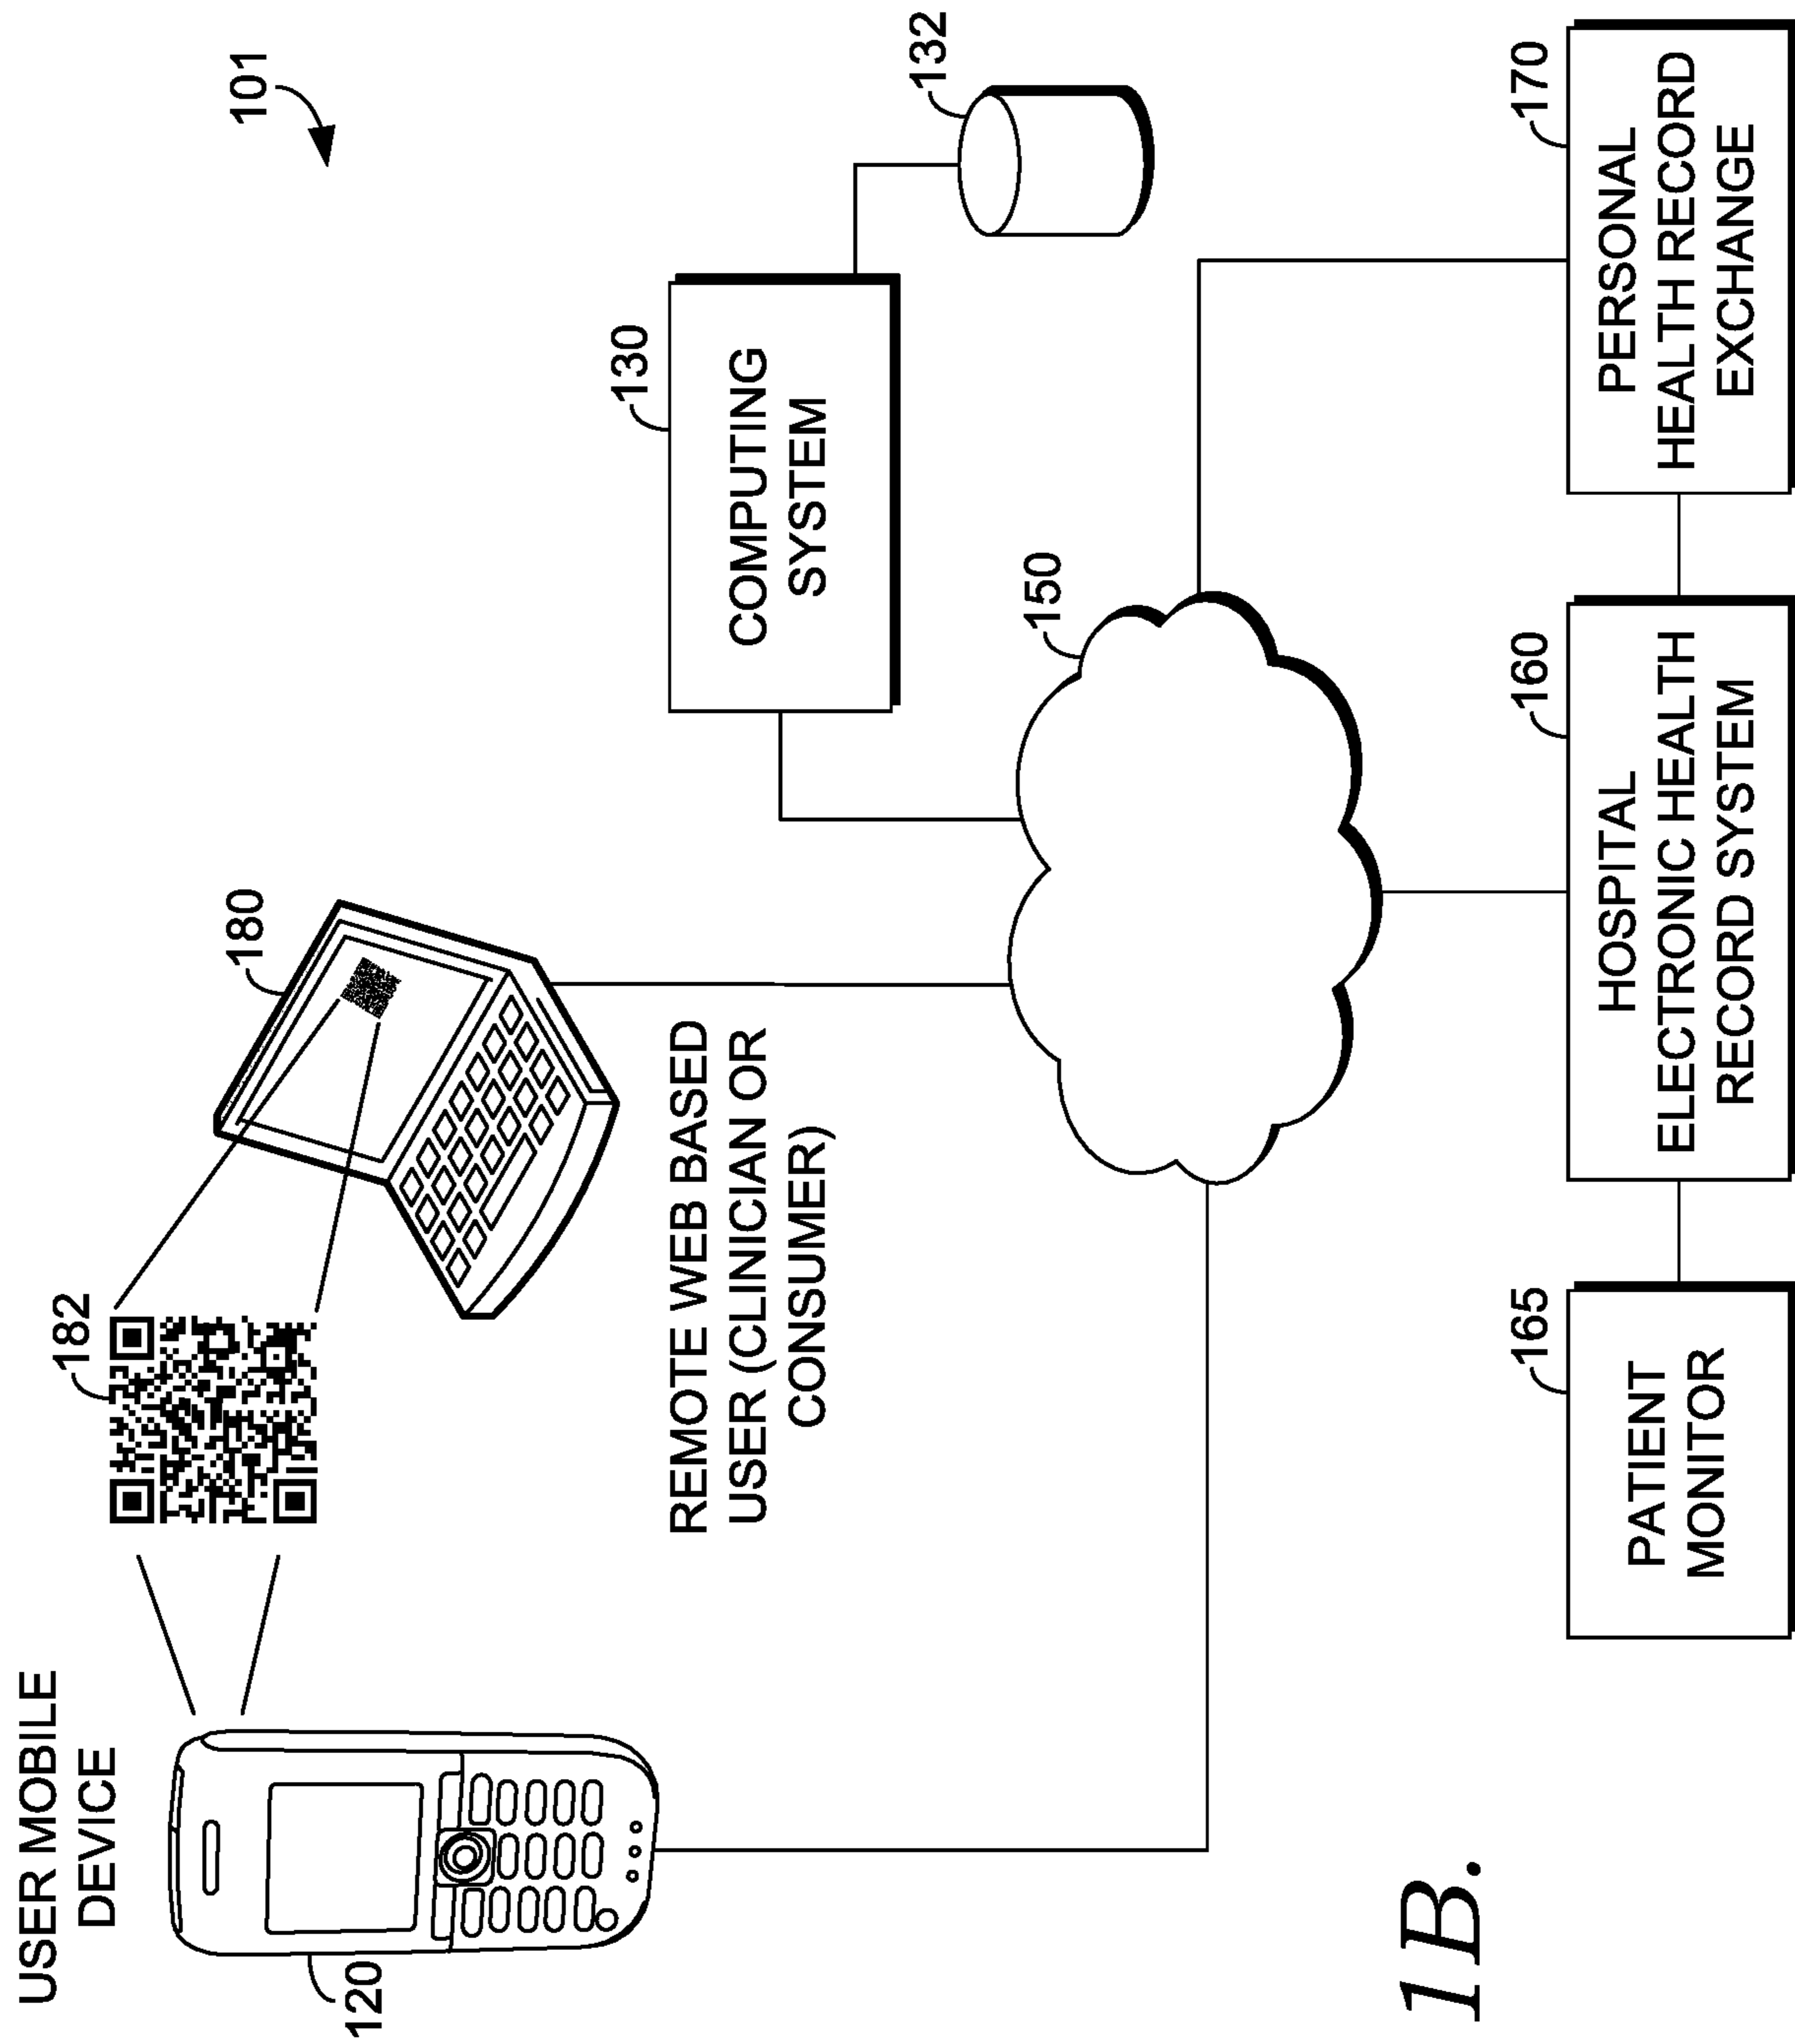 101
USER MOBILE
DEVICE
120
182
180
REMOTE WEB BASED
USER (CLINICIAN OR
CONSUMER)
130
COMPUTING
SYSTEM
132
150
165
PATIENT
MONITOR
160
HOSPITAL
ELECTRONIC HEALTH
RECORD SYSTEM
170
PERSONAL
HEALTH RECORD
EXCHANGE
1B.